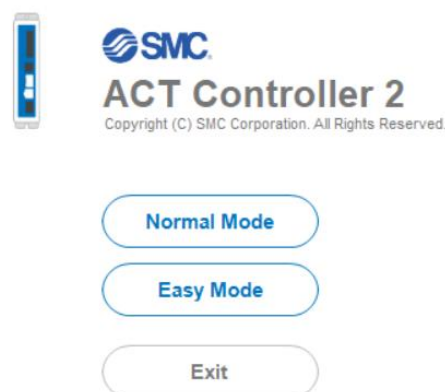 SMC.
ACT Controller 2
Copyright (C) SMC Corporation. All Rights Reserved.
Normal Mode
Easy Mode
Exit